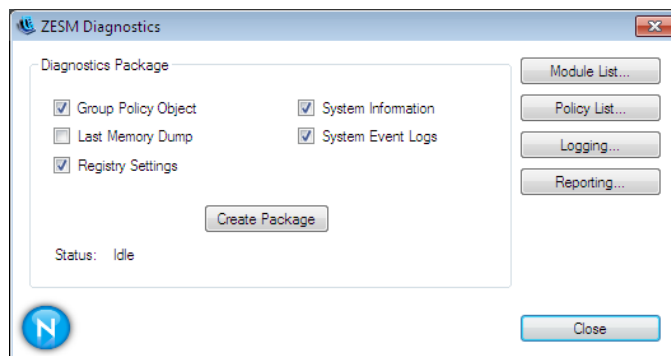 ZESM Diagnostics
Diagnostics Package
Group Policy Object
System Information
Last Memory Dump
System Event Logs
Registry Settings
Create Package
Status: Idle
Module List...
Policy List...
Logging...
Reporting...
N
Close